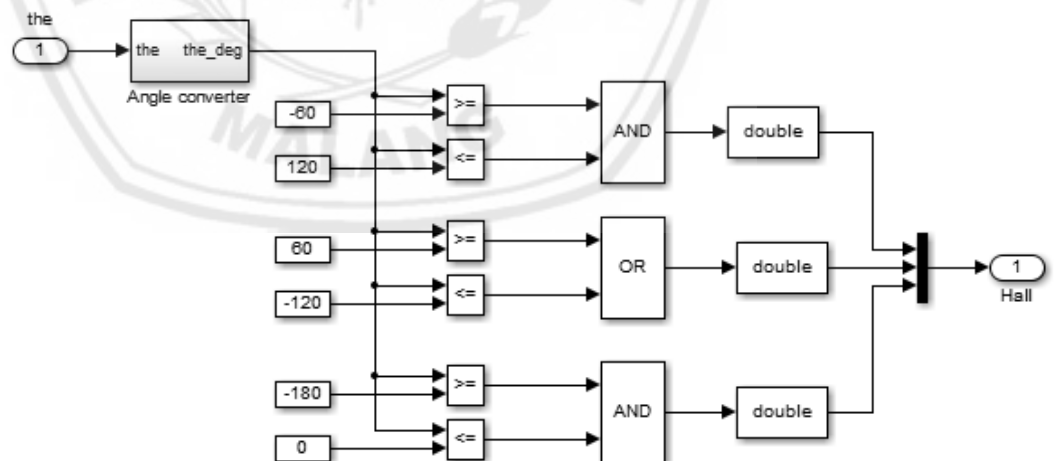 the
1
the the_deg
Angle converter
-60
>=
120
<=
AND
double
60
>=
-120
<=
OR
double
1
Hall
-180
>=
0
<=
AND
double
MALANG